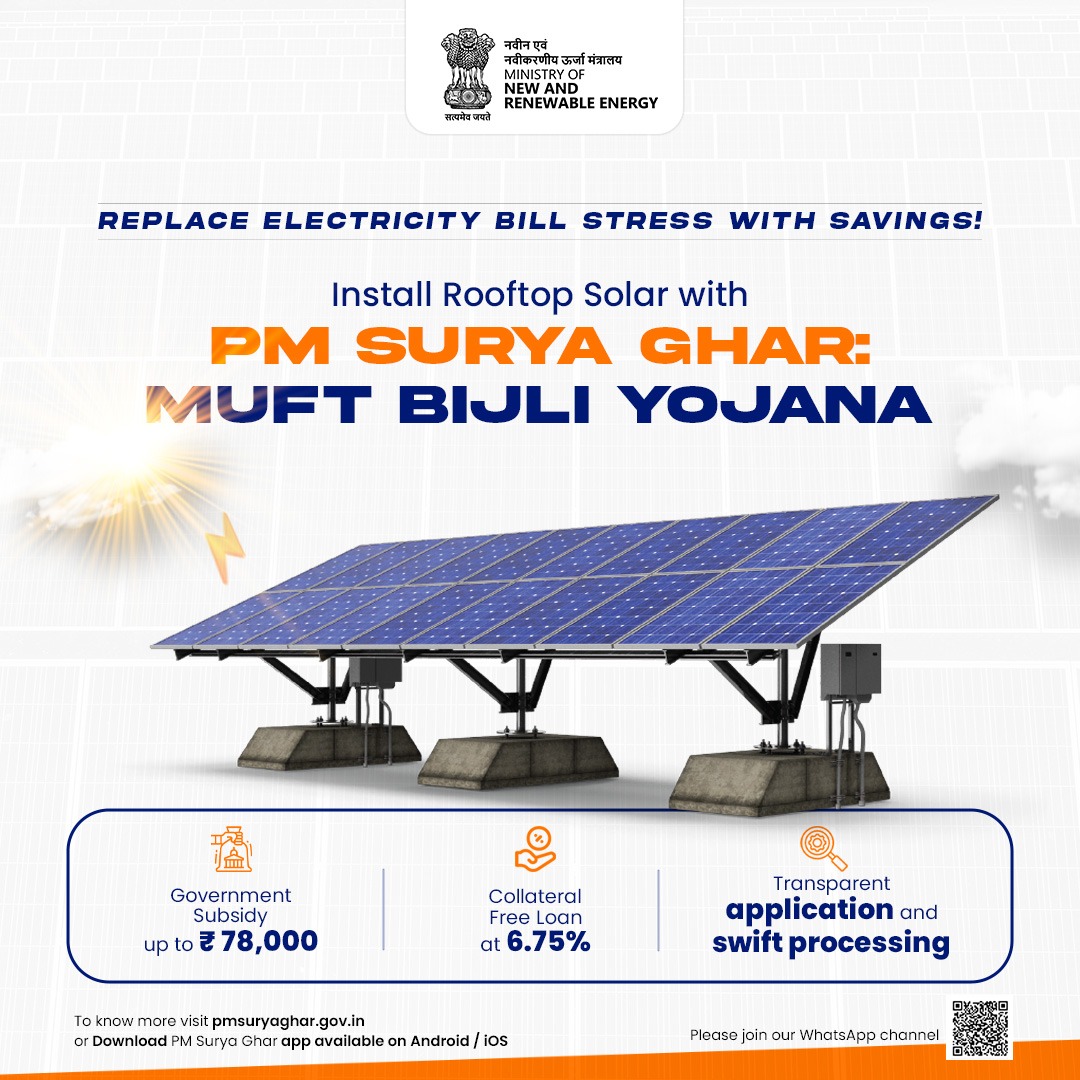 नवीन एवं
नवीकरणीय ऊर्जा मंत्रालय
MINISTRY OF
NEW AND
RENEWABLE ENERGY
सत्यमेव जयते
REPLACE ELECTRICITY BILL STRESS WITH SAVINGS!
Install Rooftop Solar with
PM SURYA GHAR:
MUFT BIJLI YOJANA
Government
Subsidy
up to ₹ 78,000
Collateral
Free Loan
at 6.75%
Transparent
application and
swift processing
To know more visit pmsuryaghar.gov.in
or Download PM Surya Ghar app available on Android / iOS
Please join our WhatsApp channel